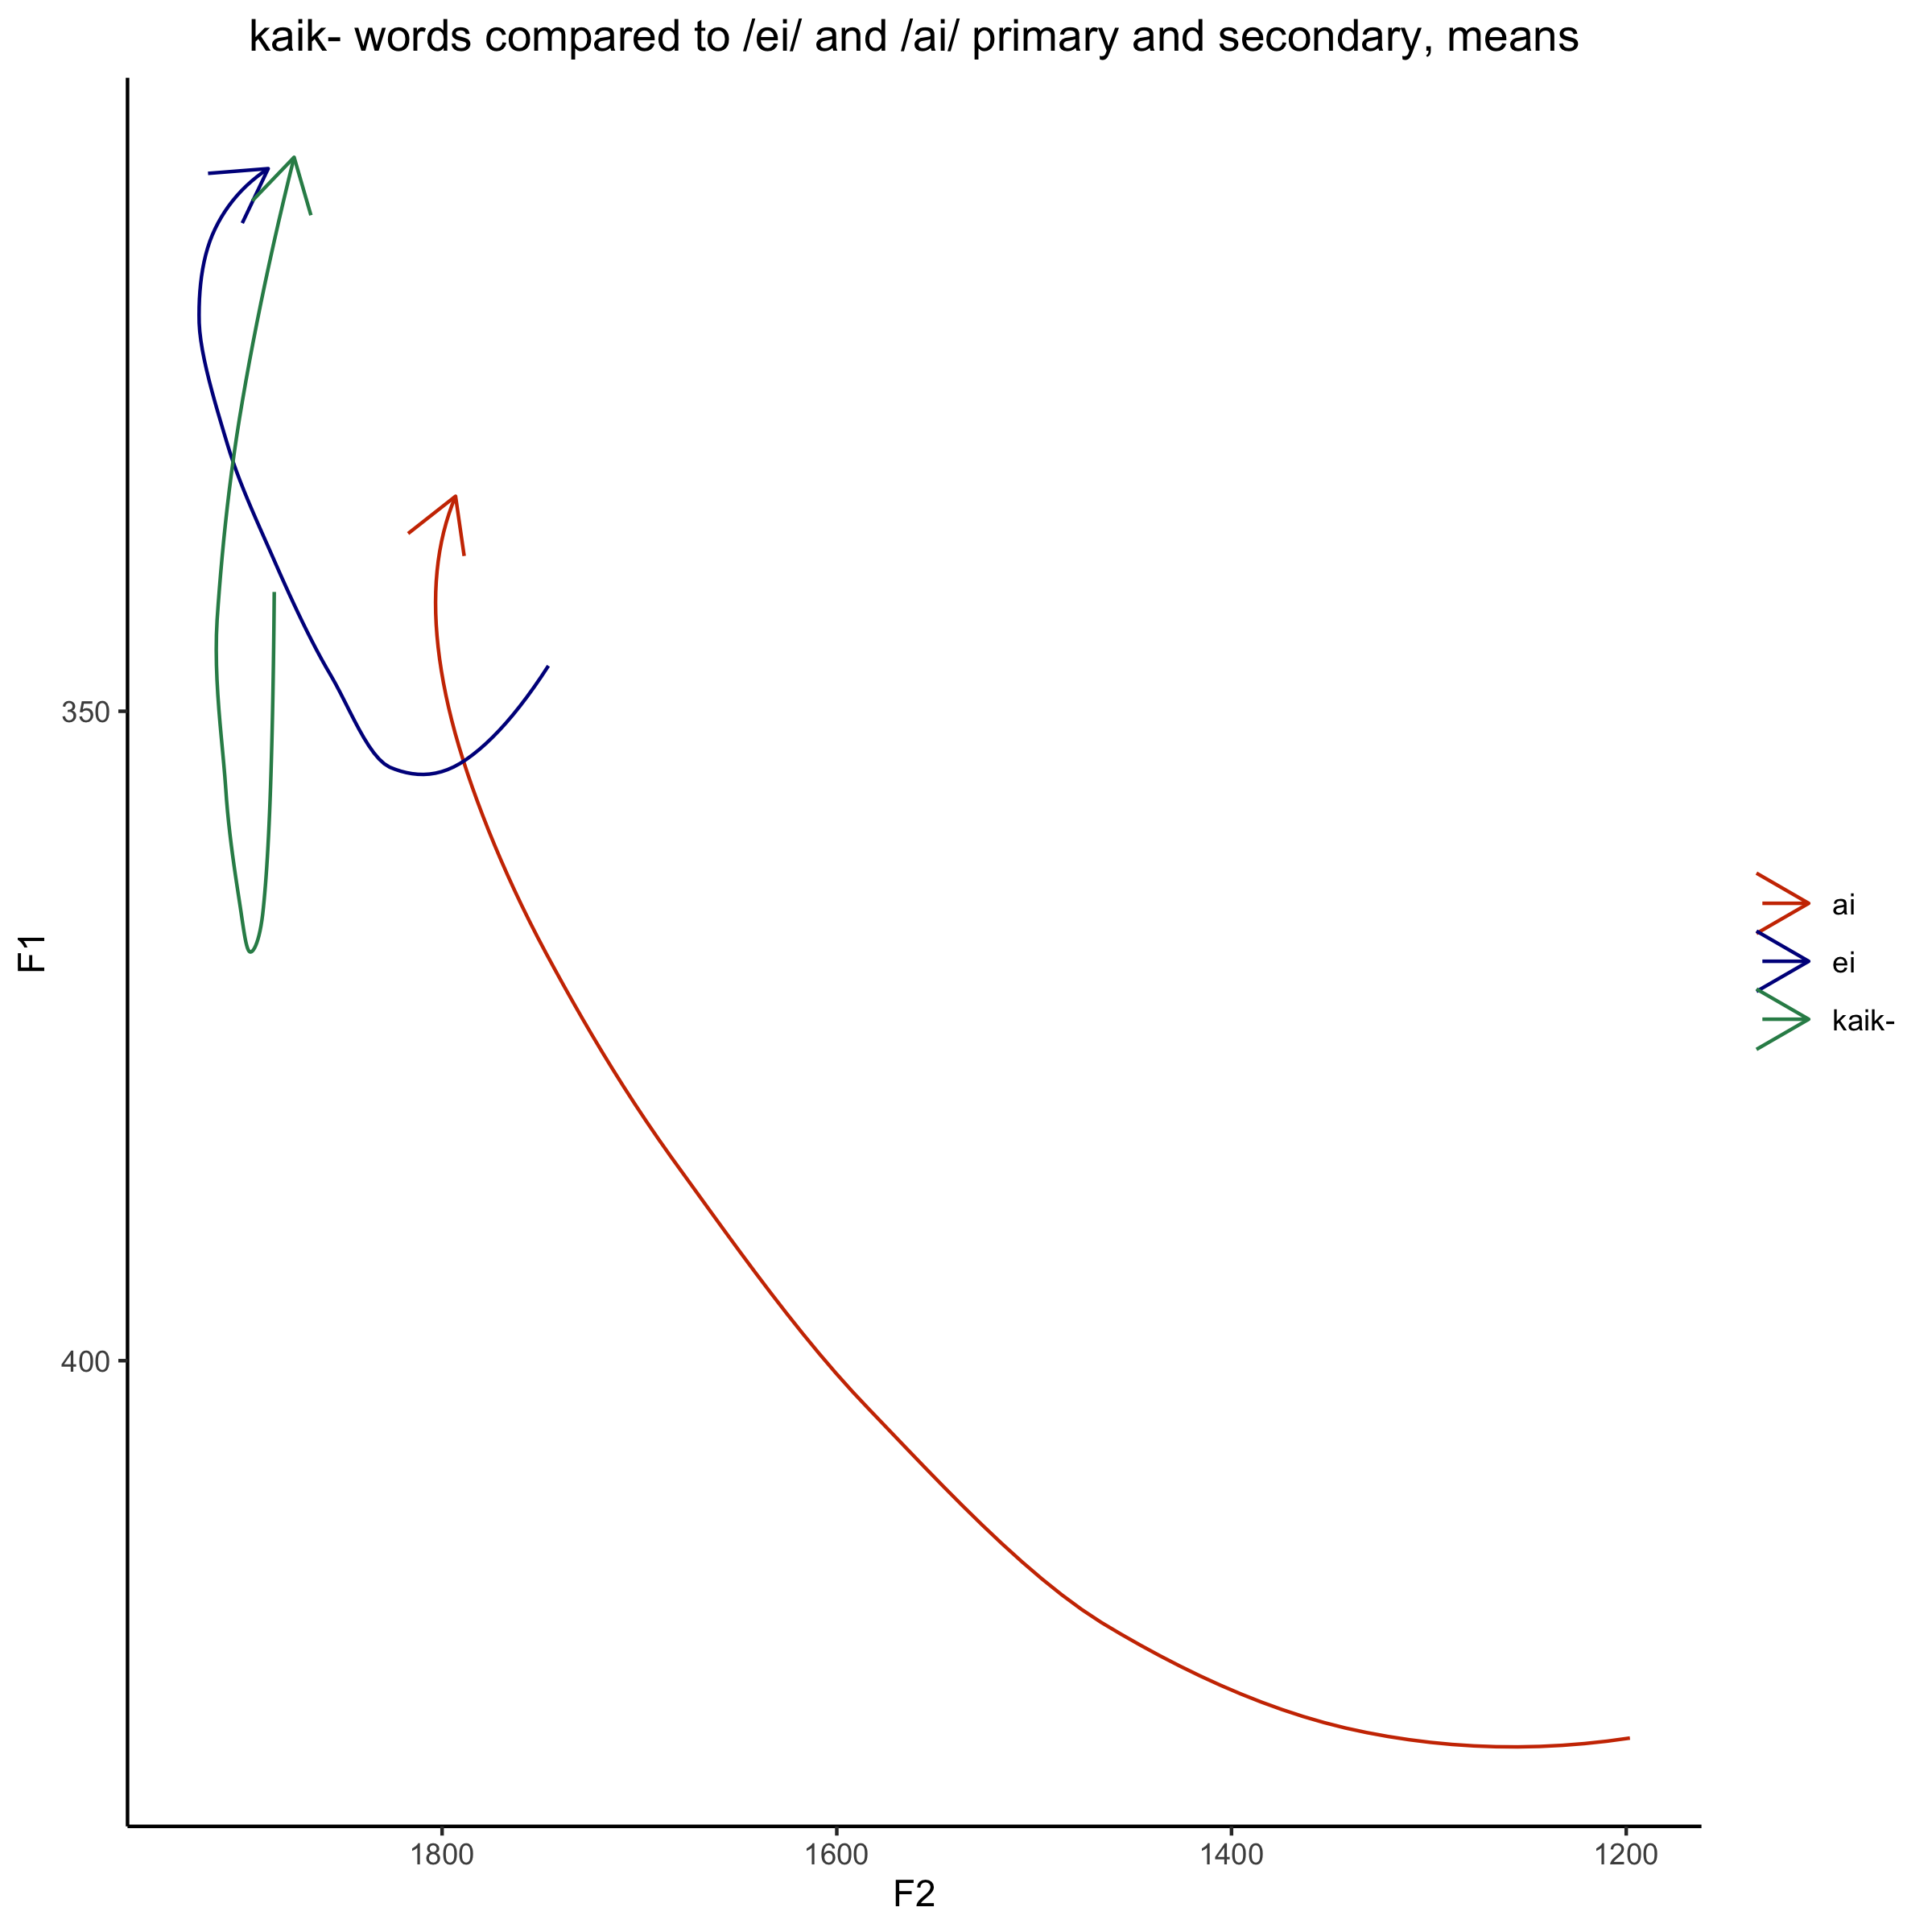 kaik- words compared to /ei/ and /ai/ primary and secondary, means
F1
350
400
ai
ei
kaik-
1800
1600
1400
1200
F2